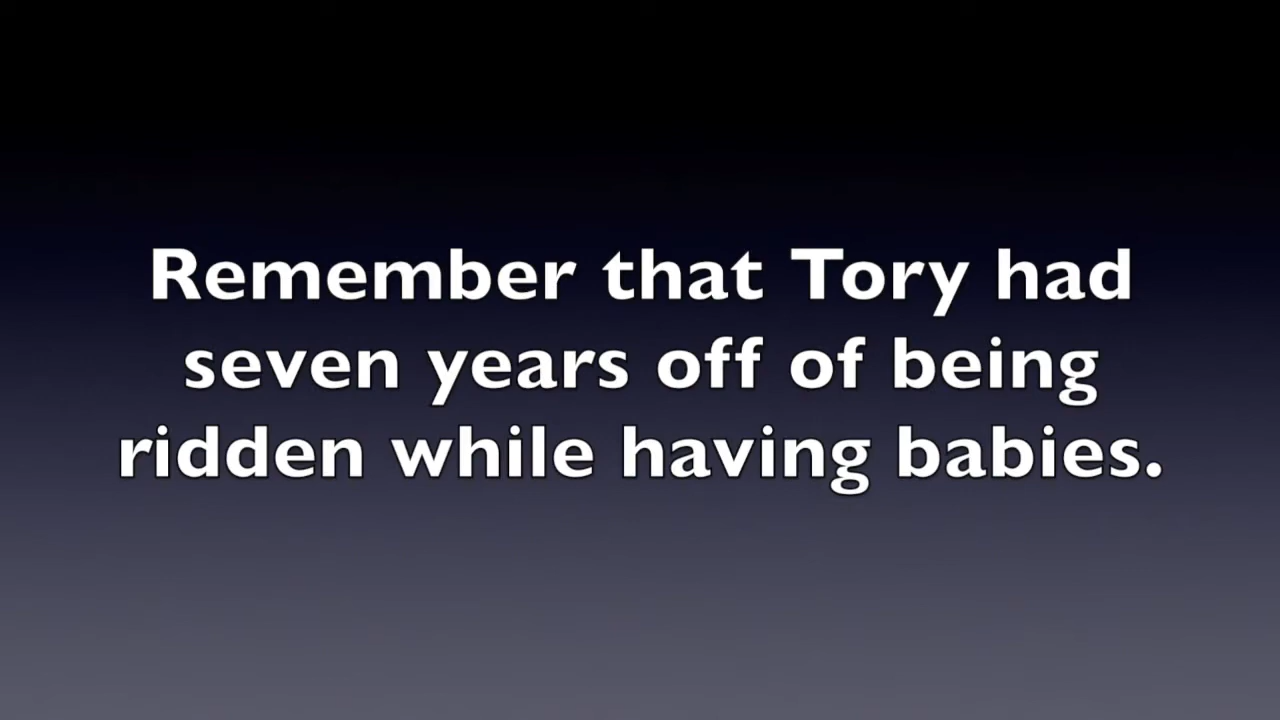 Remember that Tory had
seven years off of being
ridden while having babies.